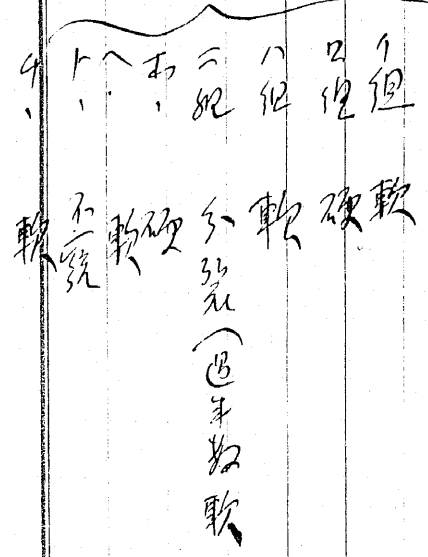 イ組 軟
ロ組 硬
ハ組 軟
ニ組 分裂(過半数軟
ホ、 硬
ヘ、 軟
ト、 不統
チ、 軟